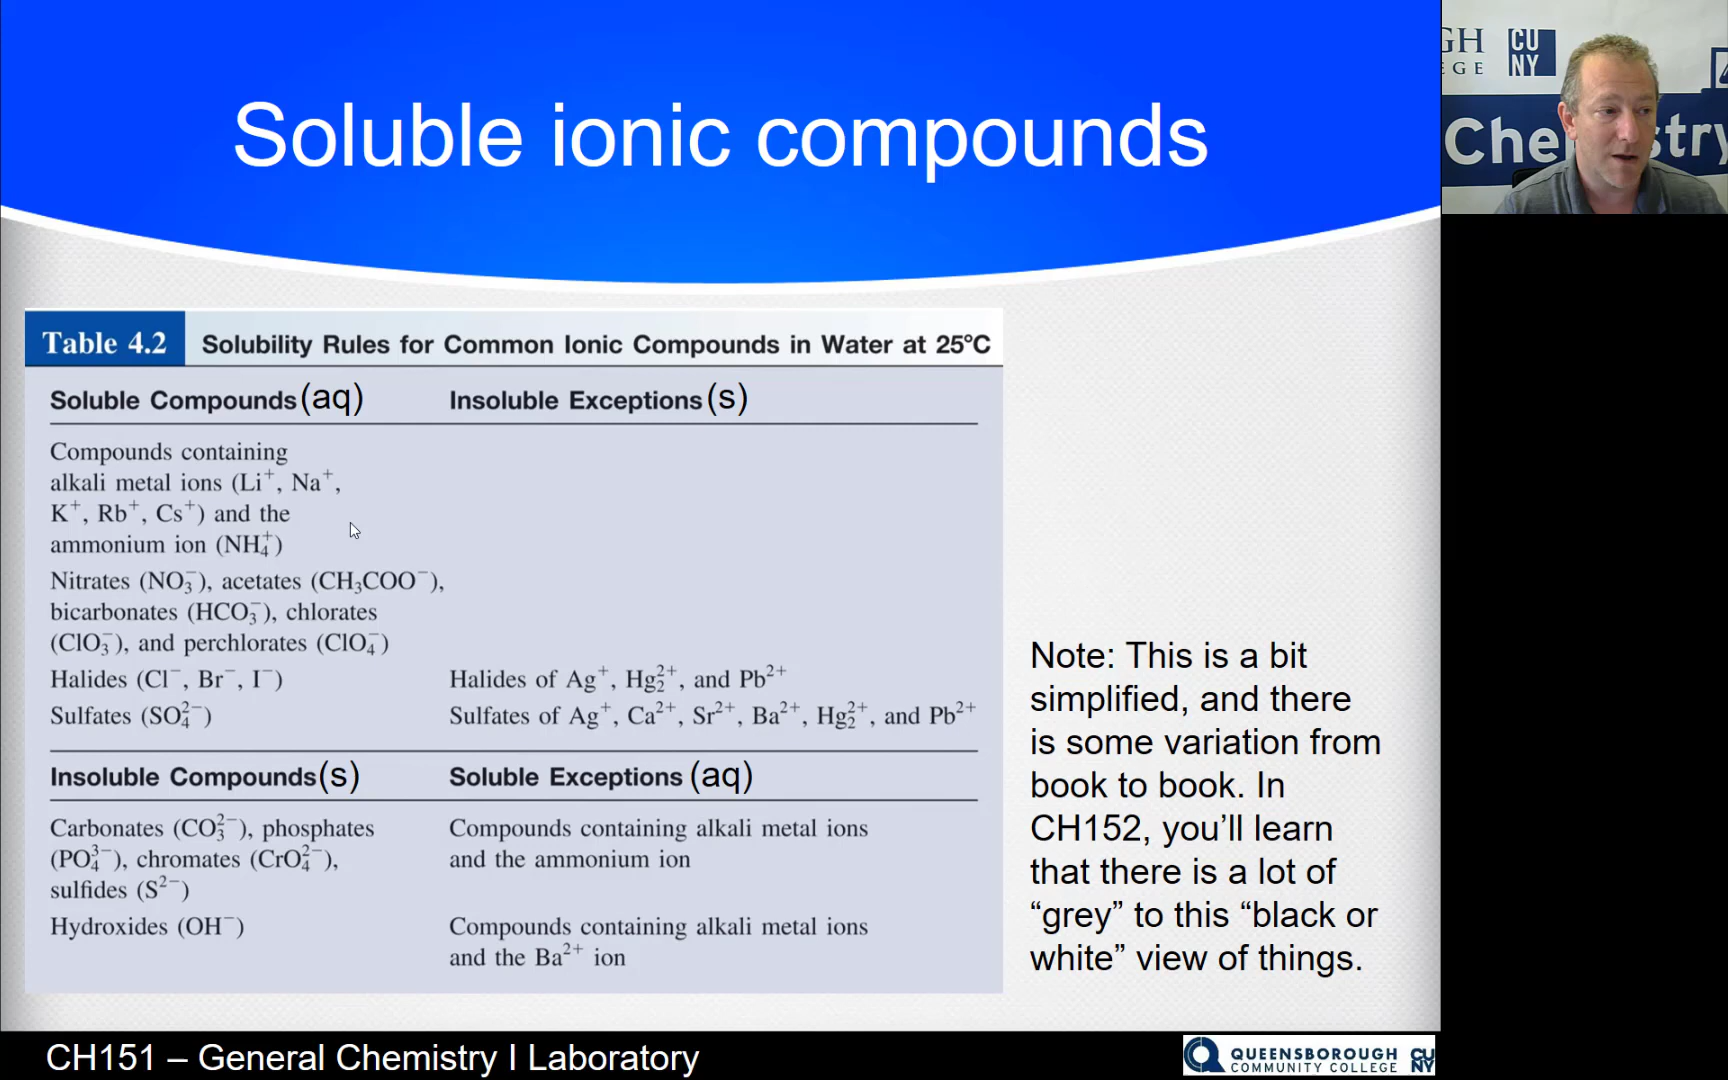 Soluble ionic compounds
Table 4.2 Solubility Rules for Common Ionic Compounds in Water at 25°C
Soluble Compounds (aq) Insoluble Exceptions (s)
Compounds containing
alkali metal ions (Li⁺, Na⁺,
K⁺, Rb⁺, Cs⁺) and the
ammonium ion (NH₄⁺)
Nitrates (NO₃⁻), acetates (CH₃COO⁻),
bicarbonates (HCO₃⁻), chlorates
(ClO₃⁻), and perchlorates (ClO₄⁻)
Halides (Cl⁻, Br⁻, I⁻) Halides of Ag⁺, Hg₂²⁺, and Pb²⁺
Sulfates (SO₄²⁻) Sulfates of Ag⁺, Ca²⁺, Sr²⁺, Ba²⁺, Hg₂²⁺, and Pb²⁺
Insoluble Compounds (s) Soluble Exceptions (aq)
Carbonates (CO₃²⁻), phosphates Compounds containing alkali metal ions
(PO₄³⁻), chromates (CrO₄²⁻), and the ammonium ion
sulfides (S²⁻)
Hydroxides (OH⁻) Compounds containing alkali metal ions
and the Ba²⁺ ion
Note: This is a bit
simplified, and there
is some variation from
book to book. In
CH152, you’ll learn
that there is a lot of
“grey” to this “black or
white” view of things.
CH151 – General Chemistry I Laboratory
QUEENSBOROUGH
COMMUNITY COLLEGE
CU
NY
GH
EGE
CU
NY
Che stry